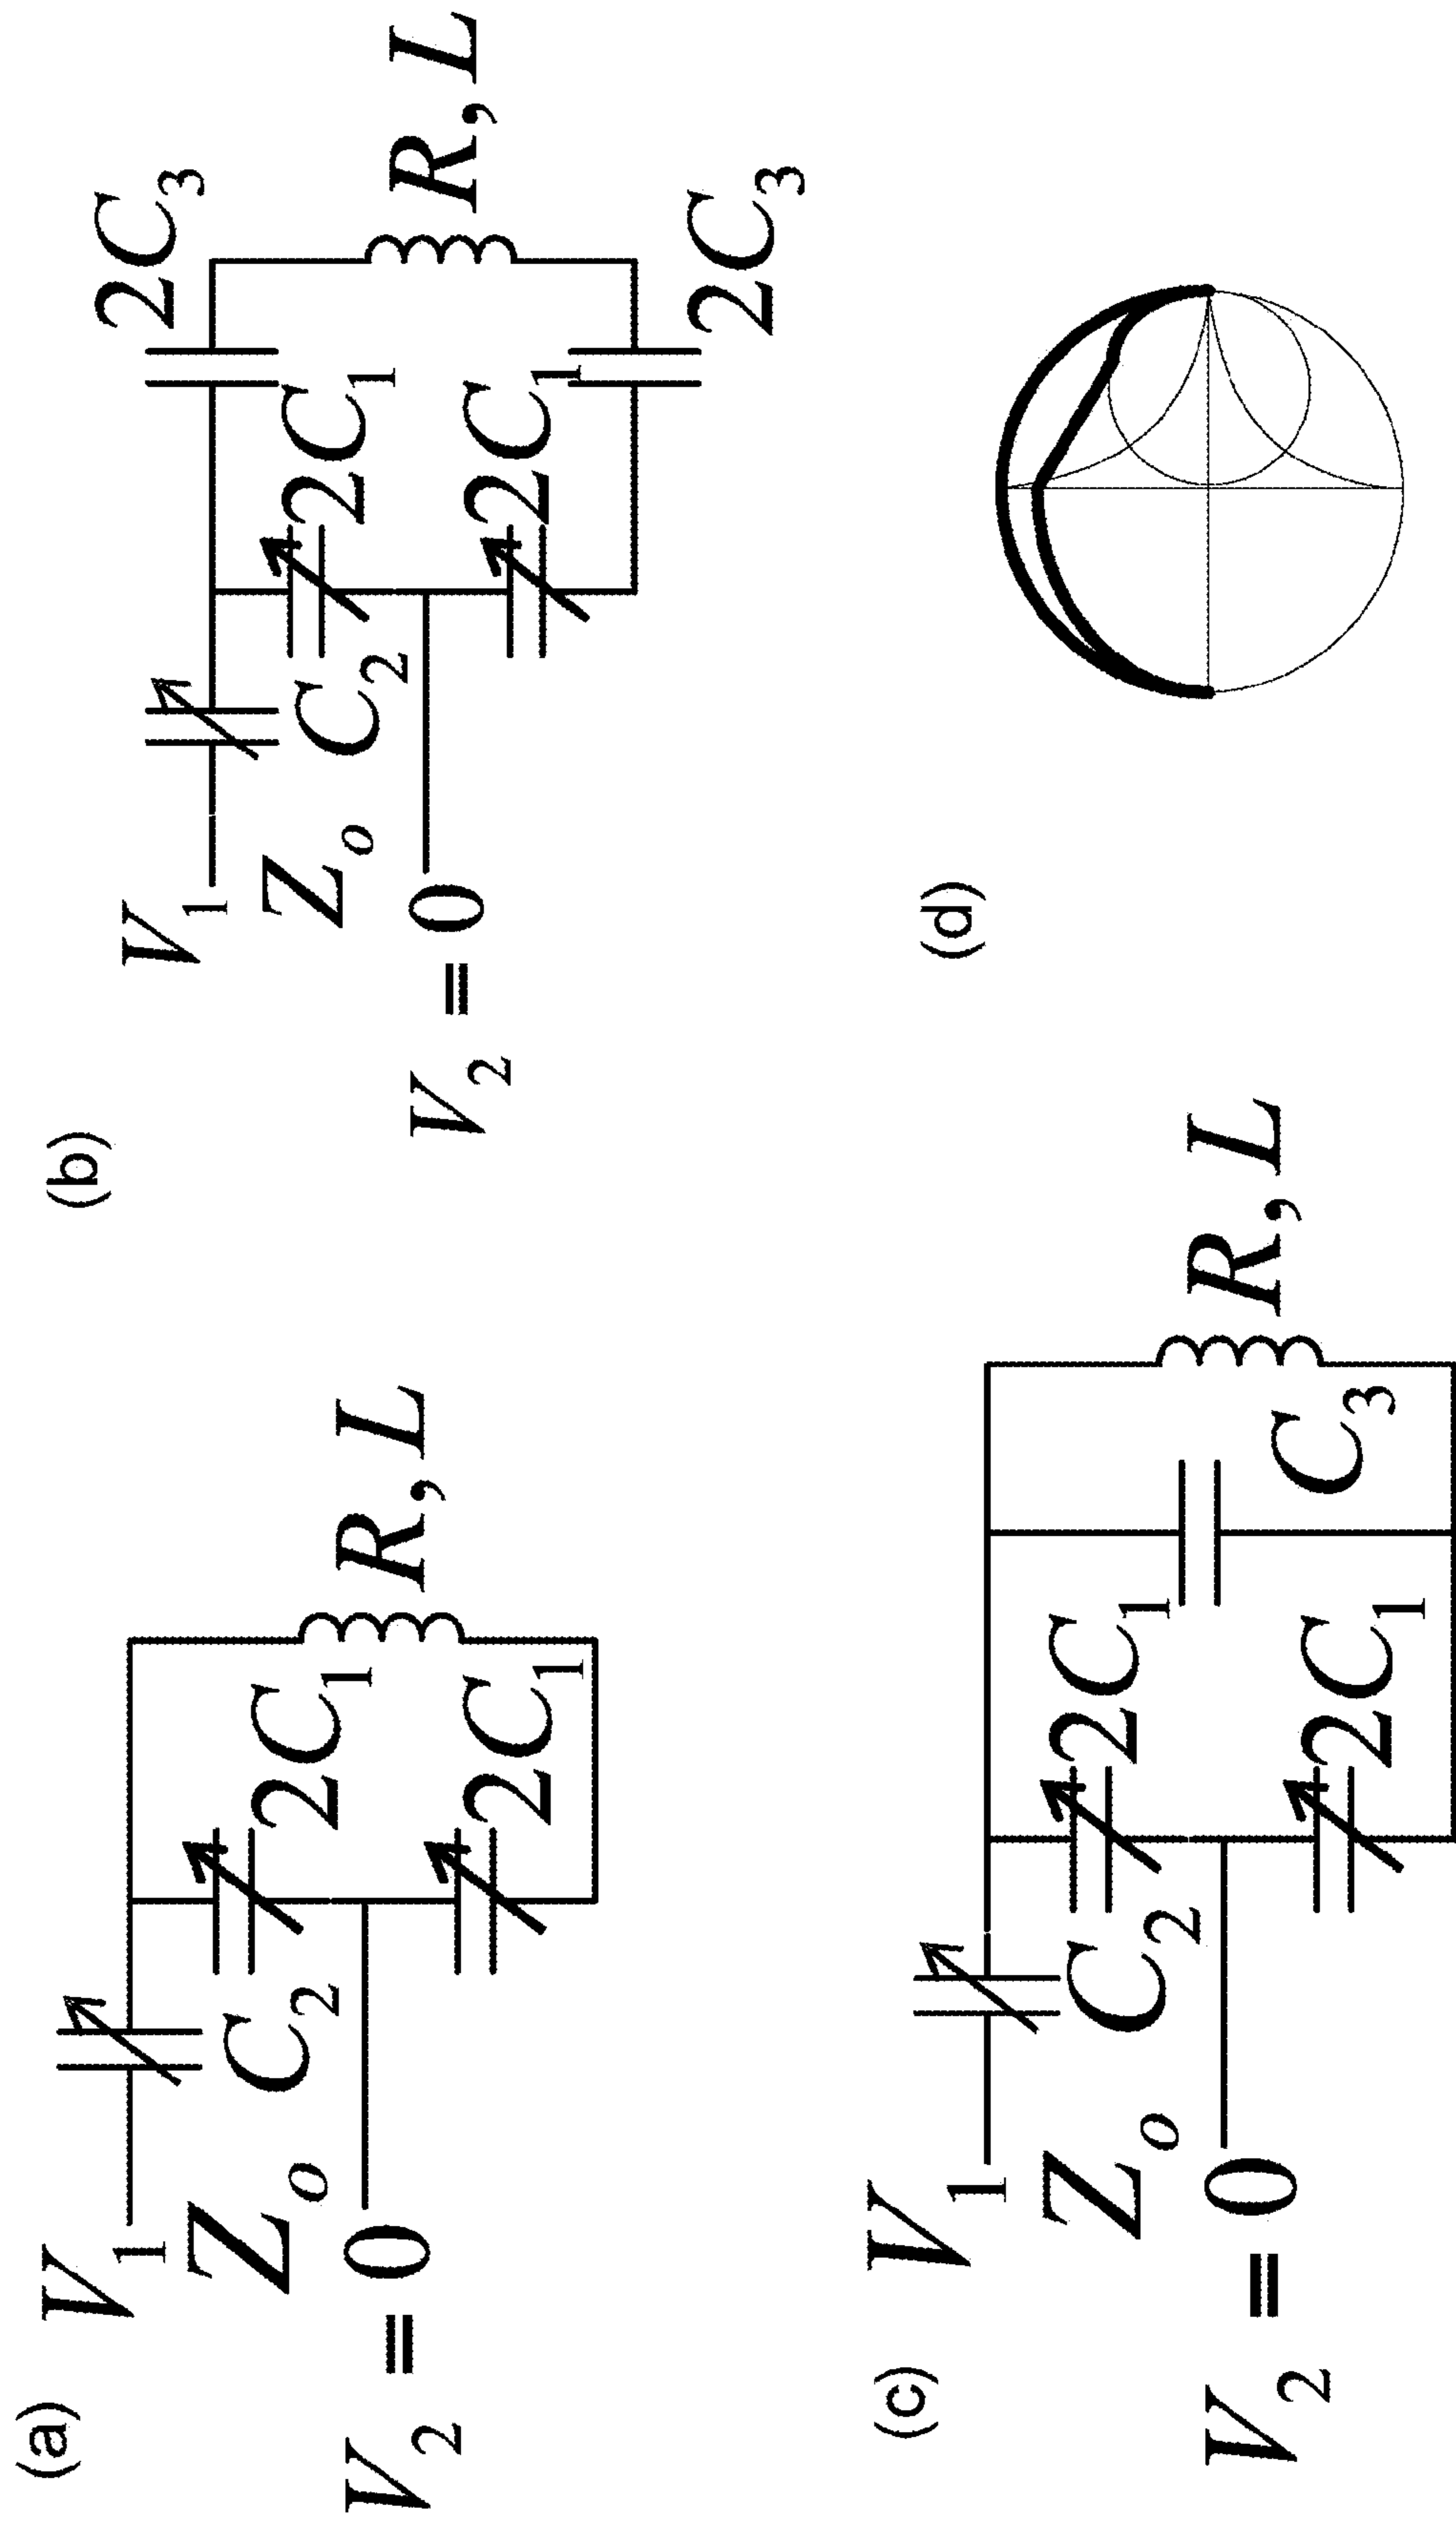 (a)
V1
C2
2C1
R, L
Zo
2C1
V2 = 0
(b)
V1
2C3
C2
2C1
R, L
Zo
2C1
V2 = 0
2C3
(c)
V1
C2
2C1
R, L
Zo
2C1
C3
V2 = 0
(d)